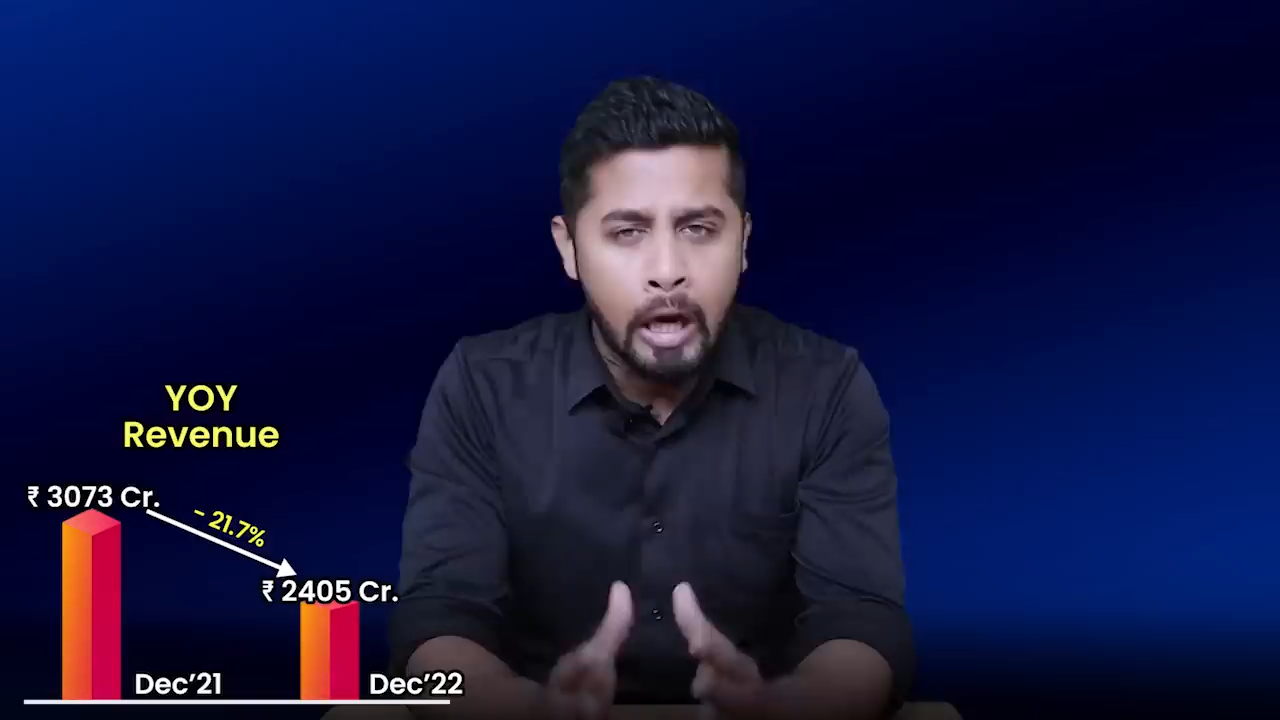 YOY
Revenue
₹ 3073 Cr.
- 21.7%
₹ 2405 Cr.
Dec’21
Dec’22